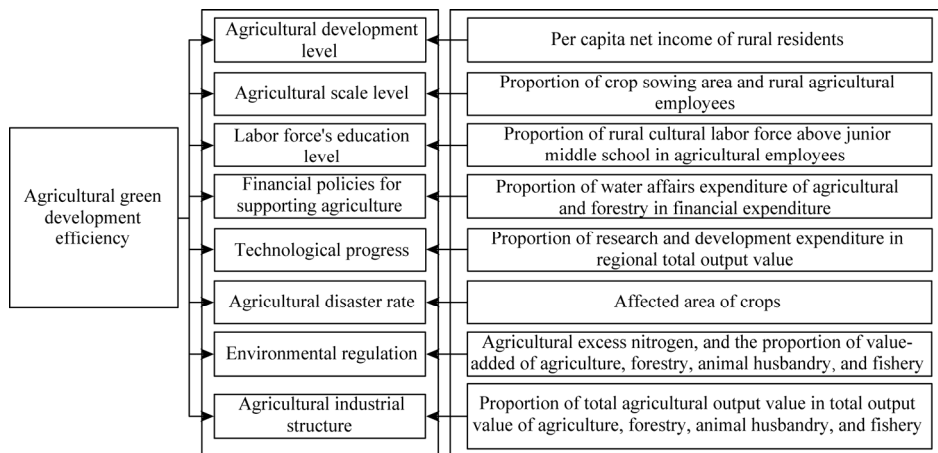 Agricultural green
development
efficiency
Agricultural development
level
Per capita net income of rural residents
Agricultural scale level
Proportion of crop sowing area and rural agricultural
employees
Labor force's education
level
Proportion of rural cultural labor force above junior
middle school in agricultural employees
Financial policies for
supporting agriculture
Proportion of water affairs expenditure of agricultural
and forestry in financial expenditure
Technological progress
Proportion of research and development expenditure in
regional total output value
Agricultural disaster rate
Affected area of crops
Environmental regulation
Agricultural excess nitrogen, and the proportion of value-
added of agriculture, forestry, animal husbandry, and fishery
Agricultural industrial
structure
Proportion of total agricultural output value in total output
value of agriculture, forestry, animal husbandry, and fishery